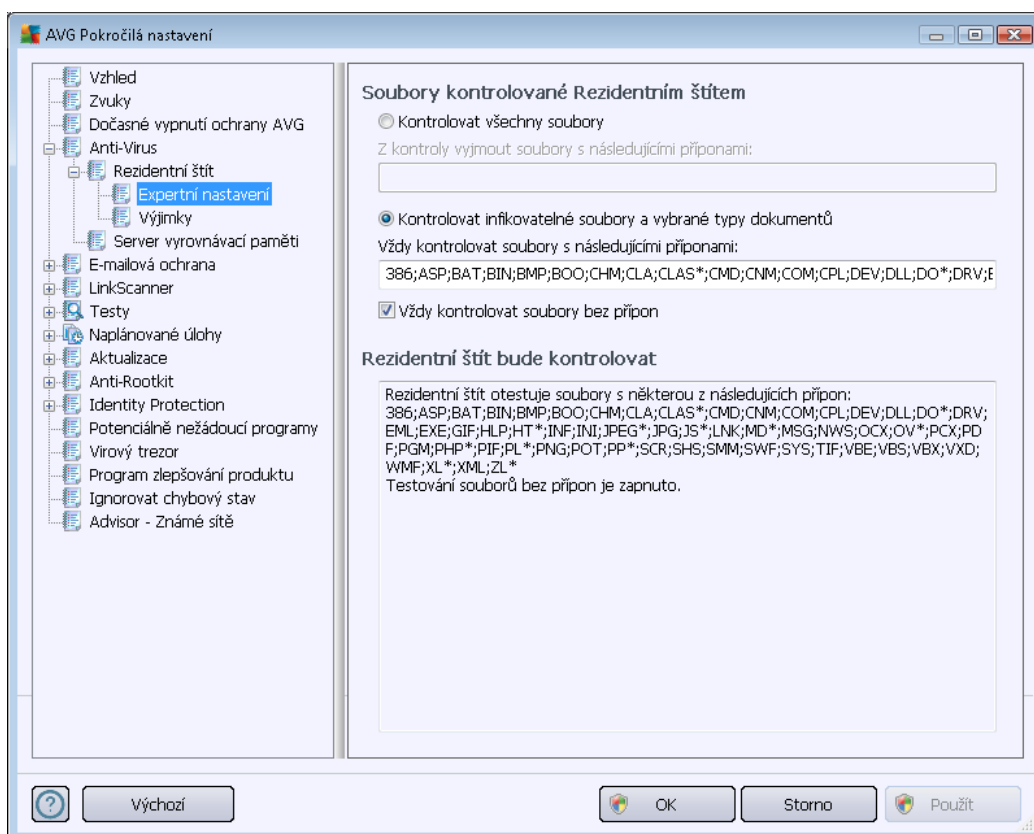 AVG Pokročilá nastavení
Vzhled
Zvuky
Dočasné vypnutí ochrany AVG
Anti-Virus
Rezidentní štít
Expertní nastavení
Výjimky
Server vyrovnávací paměti
E-mailová ochrana
LinkScanner
Testy
Naplánované úlohy
Aktualizace
Anti-Rootkit
Identity Protection
Potenciálně nežádoucí programy
Virový trezor
Program zlepšování produktu
Ignorovat chybový stav
Advisor - Známé sítě
Soubory kontrolované Rezidentním štítem
Kontrolovat všechny soubory
Z kontroly vyjmout soubory s následujícími příponami:
Kontrolovat infikovatelné soubory a vybrané typy dokumentů
Vždy kontrolovat soubory s následujícími příponami:
386;ASP;BAT;BIN;BMP;BOO;CHM;CLA;CLAS*;CMD;CNM;COM;CPL;DEV;DLL;DO*;DRV;E
Vždy kontrolovat soubory bez přípon
Rezidentní štít bude kontrolovat
Rezidentní štít otestuje soubory s některou z následujících přípon:
386;ASP;BAT;BIN;BMP;BOO;CHM;CLA;CLAS*;CMD;CNM;COM;CPL;DEV;DLL;DO*;DRV;
EML;EXE;GIF;HLP;HT*;INF;INI;JPEG*;JPG;JS*;LNK;MD*;MSG;NWS;OCX;OV*;PCX;PD
F;PGM;PHP*;PIF;PL*;PNG;POT;PP*;SCR;SHS;SMM;SWF;SYS;TIF;VBE;VBS;VBX;VXD;
WMF;XL*;XML;ZL*
Testování souborů bez přípon je zapnuto.
Výchozí
OK
Storno
Použít